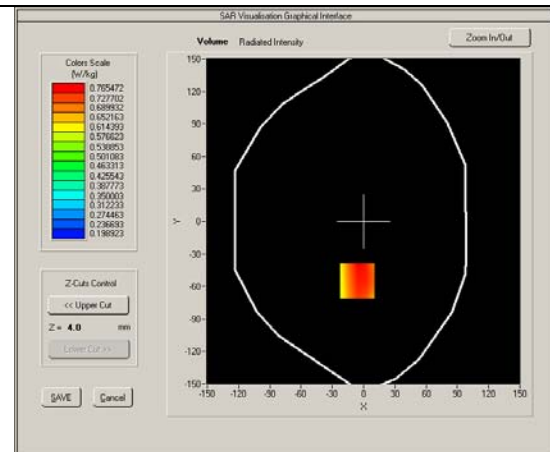 SAR Visualisation Graphical Interface
Volume Radiated Intensity
Zoom In/Out
Colors Scale
(W/kg)
0.765472
0.727702
0.689932
0.652163
0.614393
0.576623
0.538853
0.501083
0.463313
0.425543
0.387773
0.350003
0.312233
0.274463
0.236693
0.198923
Z-Cuts Control
<< Upper Cut
Z = 4.0 mm
Lower Cut >>
SAVE
Cancel
150
120
90
60
30
0
-30
-60
-90
-120
-150
Y
-150 -120 -90 -60 -30 0 30 60 90 120 150
X